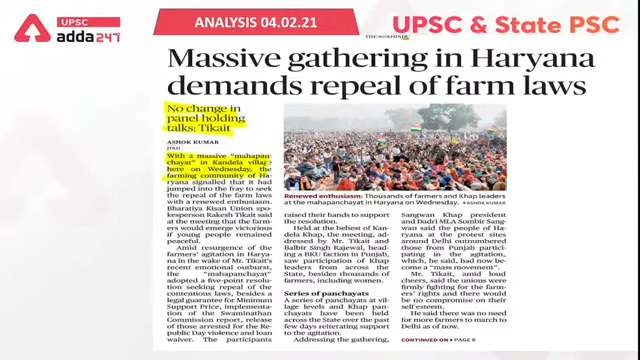 UPSC
adda247
ANALYSIS 04.02.21
UPSC & State PSC
THE HINDU
Massive gathering in Haryana
demands repeal of farm laws
No change in
panel holding
talks: Tikait
ASHOK KUMAR
JIND
With a massive “mahapan-
chayat” in Kandela village
here on Wednesday, the
farming community of Ha-
ryana signalled that it had
jumped into the fray to seek
the repeal of the farm laws
with a renewed enthusiasm.
Bharatiya Kisan Union spo-
kesperson Rakesh Tikait said
at the meeting that the farm-
ers would emerge victorious
if young people remained
peaceful.
Amid resurgence of the
farmers’ agitation in Harya-
na in the wake of Mr. Tikait’s
recent emotional outburst,
the “mahapanchayat”
adopted a five-point resolu-
tion seeking repeal of the
contentious laws, besides a
legal guarantee for Minimum
Support Price, implementa-
tion of the Swaminathan
Commission report, release
of those arrested for the Re-
public Day violence and loan
waiver. The participants
Renewed enthusiasm: Thousands of farmers and Khap leaders
at the mahapanchayat in Haryana on Wednesday. ASHOK KUMAR
raised their hands to support
the resolution.
Held at the behest of Kan-
dela Khap, the meeting, ad-
dressed by Mr. Tikait and
Balbir Singh Rajewal, head-
ing a BKU faction in Punjab,
saw participation of Khap
leaders from across the
State, besides thousands of
farmers, including women.
Series of panchayats
A series of panchayats at vil-
lage levels and Khap pan-
chayats have been held
across the State over the past
few days reiterating support
to the agitation.
Addressing the gathering,
Sangwan Khap president
and Dadri MLA Sombir Sang-
wan said the people of Ha-
ryana at the protest sites
around Delhi outnumbered
those from Punjab partici-
pating in the agitation,
which, he said, had now be-
come a “mass movement”.
Mr. Tikait, amid loud
cheers, said the unions were
firmly fighting for the farm-
ers’ rights and there would
be no compromise on their
self esteem.
He said there was no need
for more farmers to march to
Delhi as of now.
CONTINUED ON PAGE 8